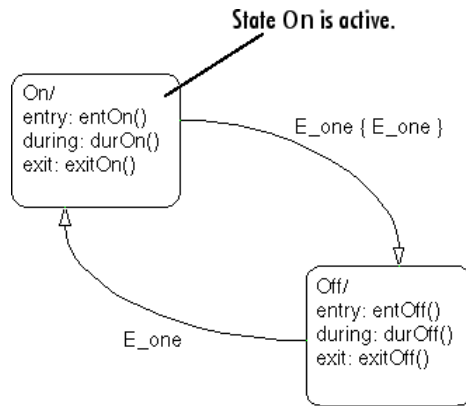 State On is active.
On/
entry: entOn()
during: durOn()
exit: exitOn()
E_one { E_one }
Off/
entry: entOff()
during: durOff()
exit: exitOff()
E_one